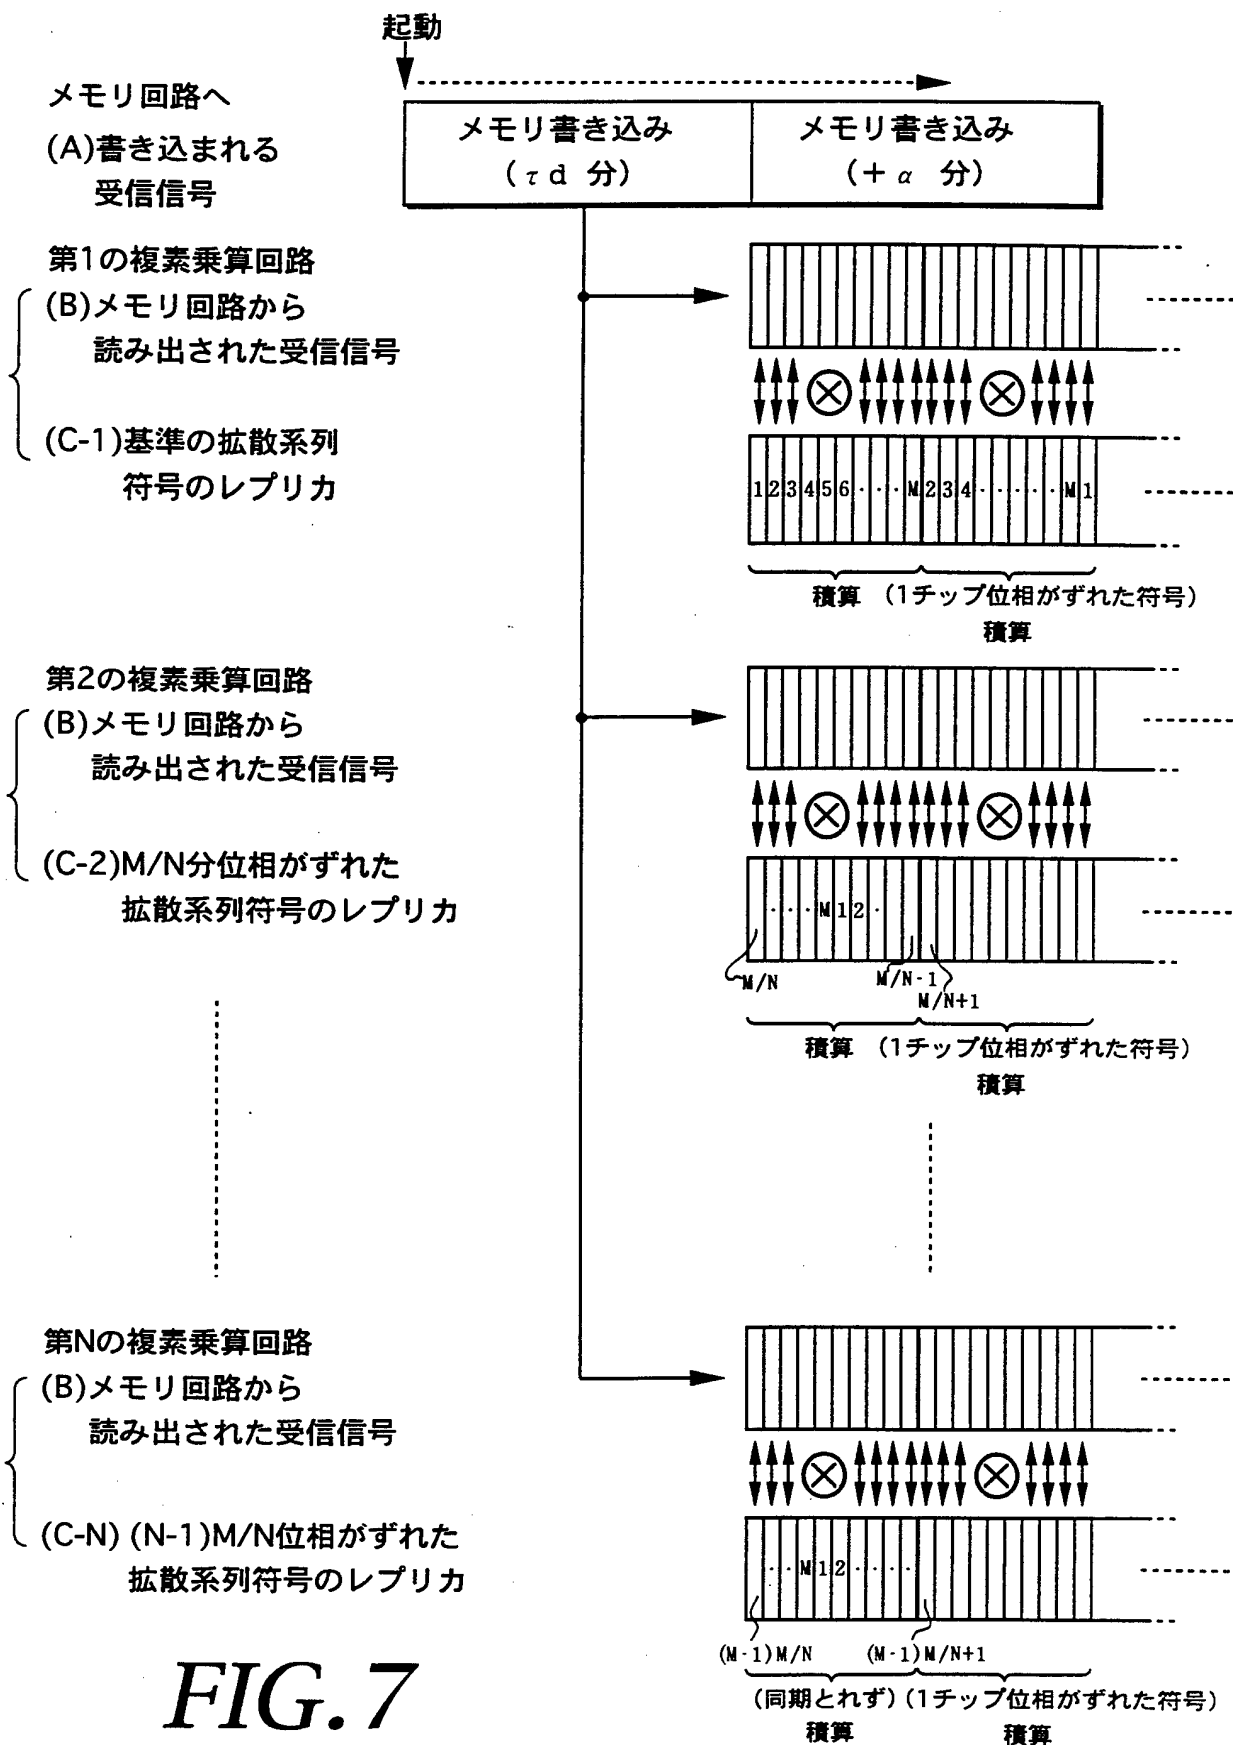 起動
メモリ回路へ
(A)書き込まれる
受信信号
メモリ書き込み
(τd 分)
メモリ書き込み
(+α 分)
第1の複素乗算回路
(B)メモリ回路から
読み出された受信信号
(C-1)基準の拡散系列
符号のレプリカ
1 2 3 4 5 6 ・・・M 2 3 4 ・・・・・M 1
積算 (1チップ位相がずれた符号)
積算
第2の複素乗算回路
(B)メモリ回路から
読み出された受信信号
(C-2)M/N分位相がずれた
拡散系列符号のレプリカ
・・・M 1 2 ・
M/N M/N-1
M/N+1
積算 (1チップ位相がずれた符号)
積算
第Nの複素乗算回路
(B)メモリ回路から
読み出された受信信号
(C-N) (N-1)M/N位相がずれた
拡散系列符号のレプリカ
・・M 1 2 ・・・・
(M-1)M/N (M-1)M/N+1
(同期とれず) (1チップ位相がずれた符号)
積算 積算
FIG. 7